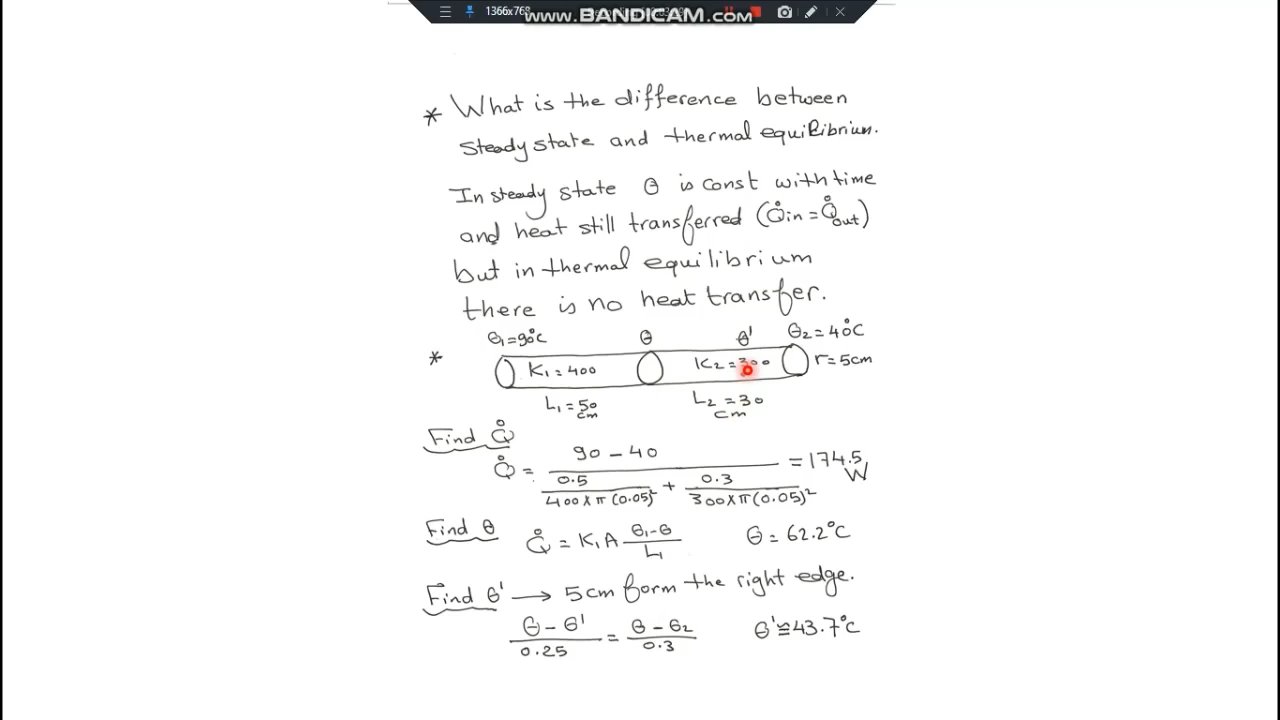 1366x768
www.BANDICAM.com
* What is the difference between
steady state and thermal equilibrium.
In steady state θ is const with time
and heat still transferred (Q̊in = Q̊out)
but in thermal equilibrium
there is no heat transfer.
θ1=90°C θ θ' θ2=40°C
* K1=400 K2=300 r=5cm
L1=50 cm L2=30 cm
Find Q̊
Q̊ = (90-40) / (0.5/(400×π(0.05)²) + 0.3/(300×π(0.05)²)) = 174.5 W
Find θ Q̊ = K1A (θ1-θ)/L1 θ = 62.2°C
Find θ' → 5cm form the right edge.
(θ-θ')/0.25 = (θ-θ2)/0.3 θ' ≅ 43.7°C